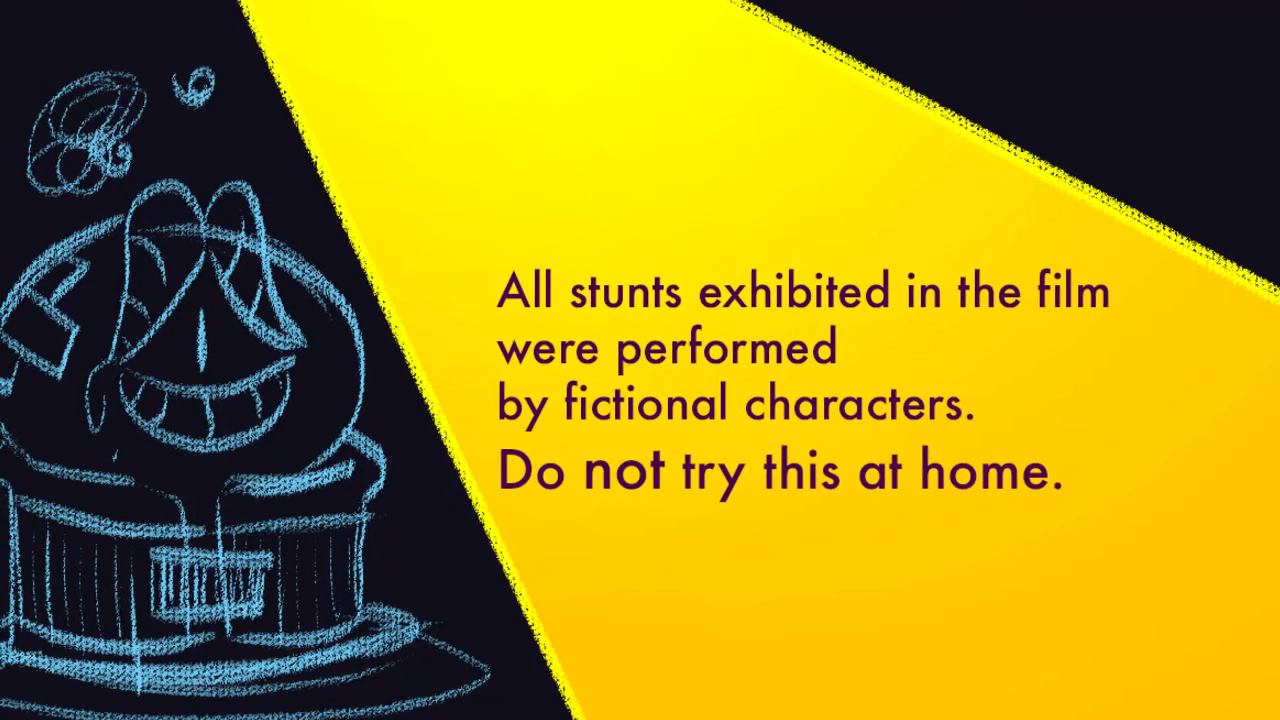 All stunts exhibited in the film
were performed
by fictional characters.
Do not try this at home.